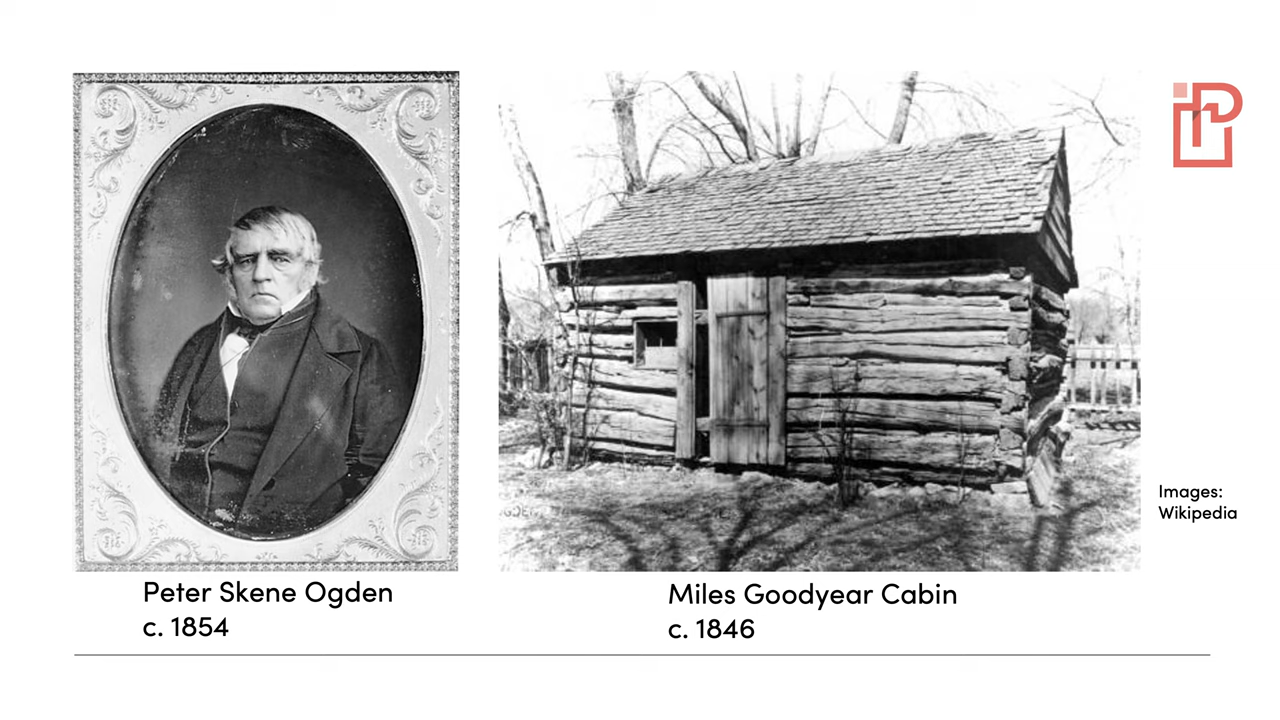 Peter Skene Ogden
c. 1854
Miles Goodyear Cabin
c. 1846
Images:
Wikipedia